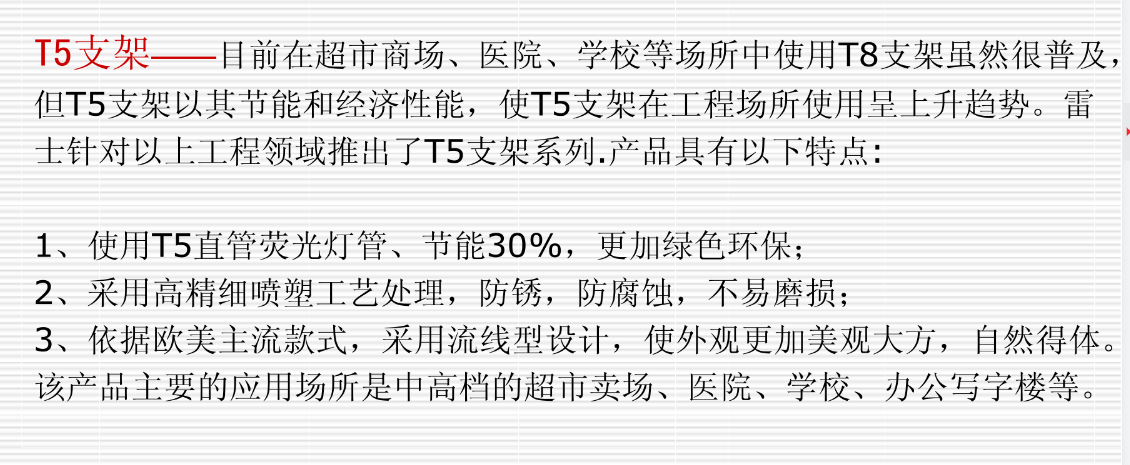 T5支架——目前在超市商场、医院、学校等场所中使用T8支架虽然很普及，
但T5支架以其节能和经济性能，使T5支架在工程场所使用呈上升趋势。雷
士针对以上工程领域推出了T5支架系列.产品具有以下特点:
1、使用T5直管荧光灯管、节能30%，更加绿色环保；
2、采用高精细喷塑工艺处理，防锈，防腐蚀，不易磨损；
3、依据欧美主流款式，采用流线型设计，使外观更加美观大方，自然得体。
该产品主要的应用场所是中高档的超市卖场、医院、学校、办公写字楼等。